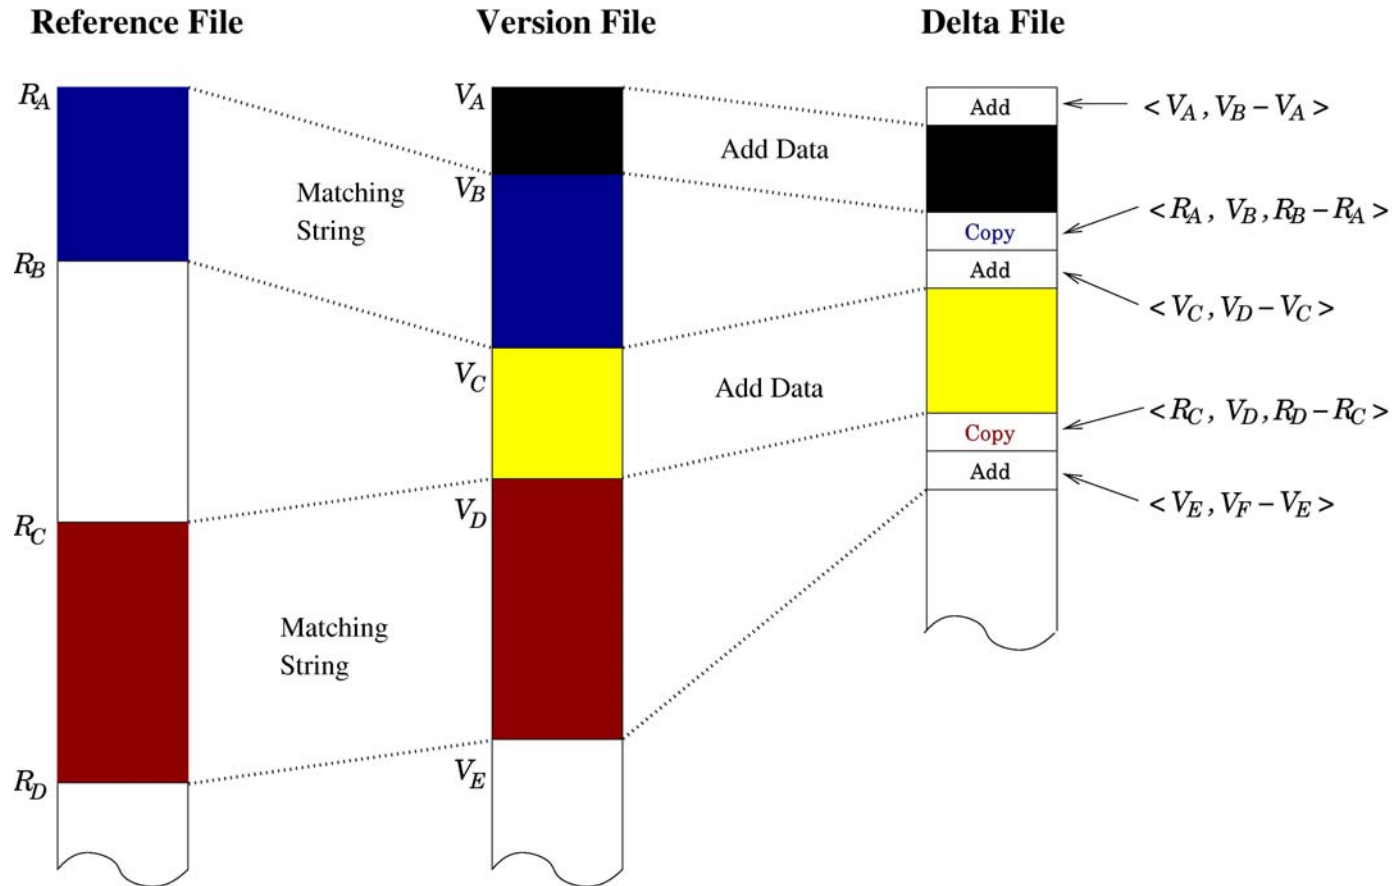 Reference File
Version File
Delta File
R_A
R_B
R_C
R_D
Matching
String
Matching
String
V_A
V_B
V_C
V_D
V_E
Add Data
Add Data
Add
Copy
Add
Copy
Add
< V_A , V_B − V_A >
< R_A , V_B , R_B − R_A >
< V_C , V_D − V_C >
< R_C , V_D , R_D − R_C >
< V_E , V_F − V_E >